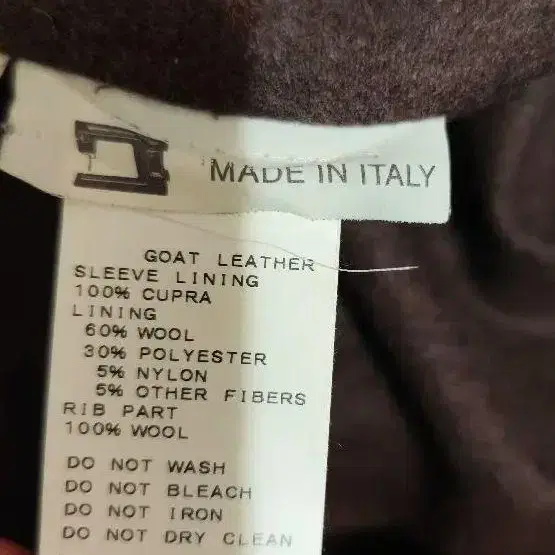 MADE IN ITALY
GOAT LEATHER
SLEEVE LINING
100% CUPRA
LINING
60% WOOL
30% POLYESTER
5% NYLON
5% OTHER FIBERS
RIB PART
100% WOOL
DO NOT WASH
DO NOT BLEACH
DO NOT IRON
DO NOT DRY CLEAN